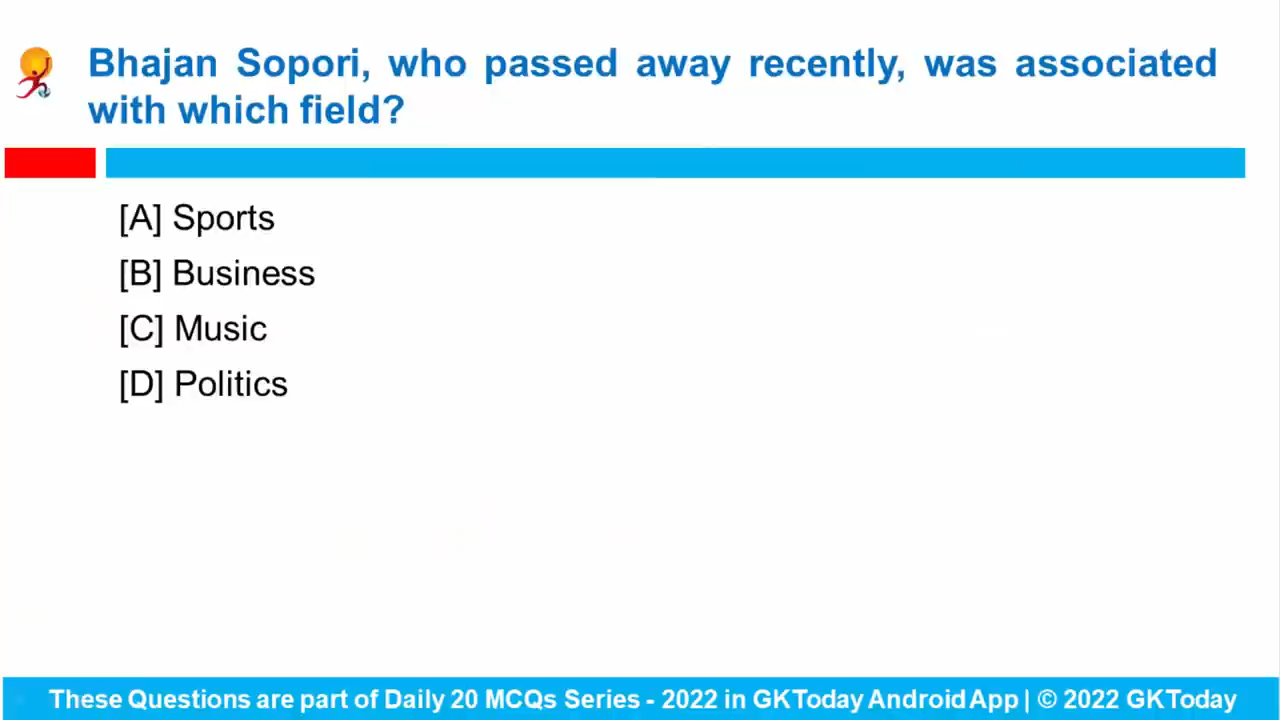 Bhajan Sopori, who passed away recently, was associated
with which field?
[A] Sports
[B] Business
[C] Music
[D] Politics
These Questions are part of Daily 20 MCQs Series - 2022 in GKToday Android App | © 2022 GKToday